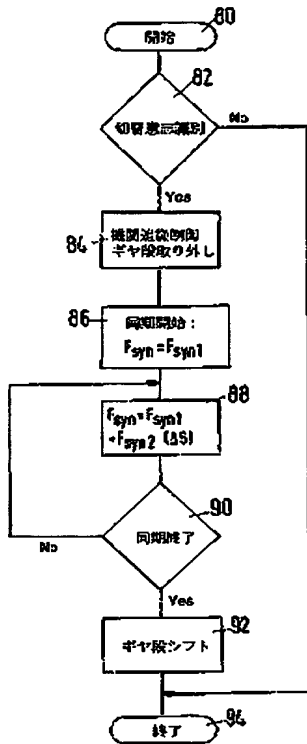 80
開始
82
切替意志識別
No
Yes
84
機関追従制御
ギヤ段取り外し
86
同期開始:
Fsyn=Fsyn1
88
Fsyn=Fsyn1
+Fsyn2 (ΔS)
90
同期終了
No
Yes
92
ギヤ段シフト
94
終了